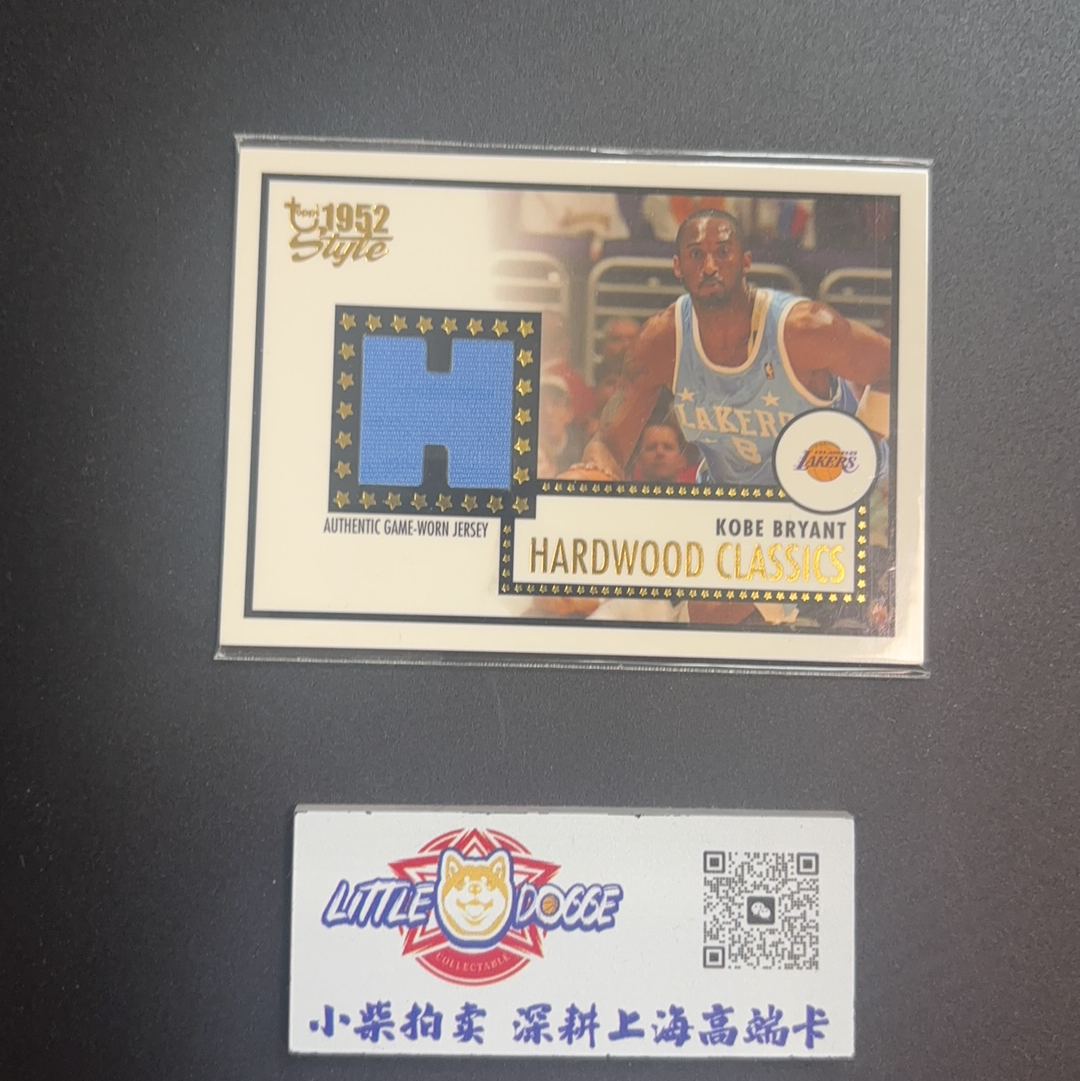 topps 1952
Style
LAKERS
8
LAKERS
AUTHENTIC GAME-WORN JERSEY
KOBE BRYANT
HARDWOOD CLASSICS
LITTLE DOGGE
COLLECTABLE
小柴拍卖 深耕上海高端卡